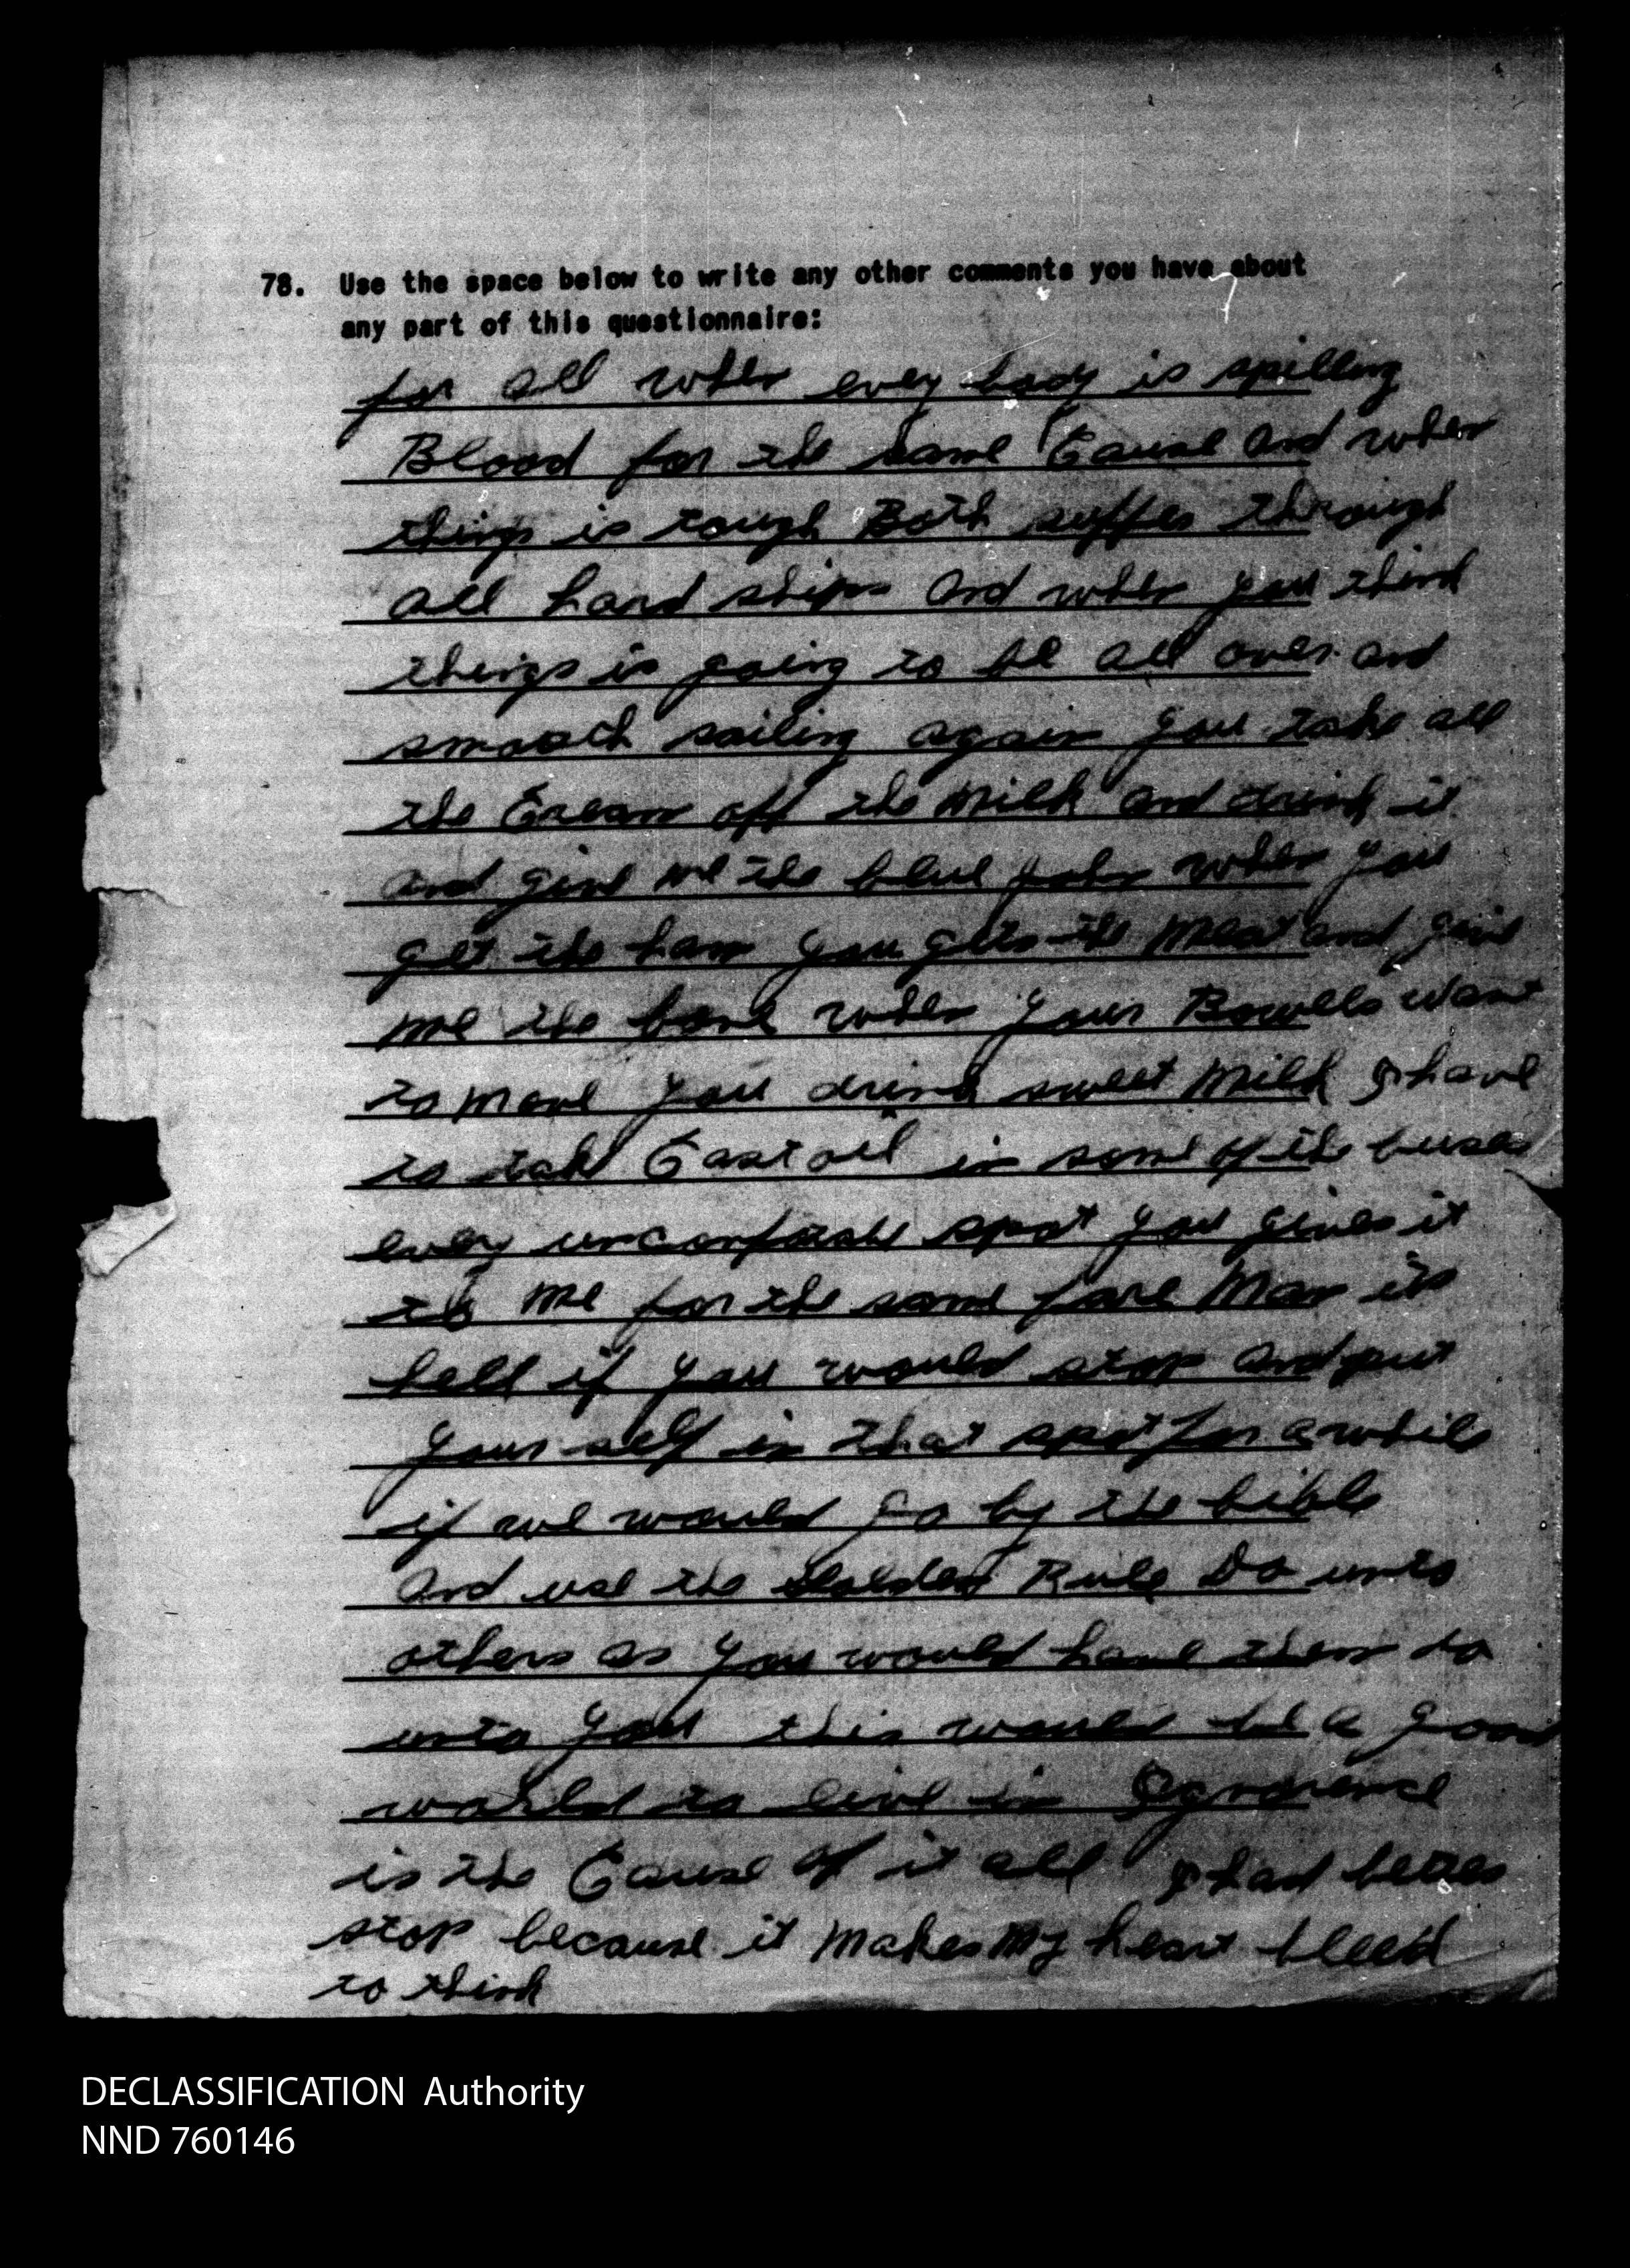 78. Use the space below to write any other comments you have about
any part of this questionnaire:
for all when evey body is spilling
Blood for the same Cause and when
things is tough Both suffer through
all hard ships and when you think
things is going to be all over and
smooth sailing again you take all
the Cream off the Milk and drink it
and give me the blue john when you
get the ham you gets the meat and give
me the bone when your Bowels want
to move you drink sweet milk I have
to take Cast oil in some of the buses
every uncomfortable spot you gives it
to me for the same fare Man its
hell if you would stop and put
your self in that spot for a while
if we would go by the bible
and use the Golden Rule Do unto
others as you would have them do
unto you this would be a good
world to live in Ignorence
is the Cause of it all I had better
stop because it makes my heart bleed
to think
DECLASSIFICATION Authority
NND 760146